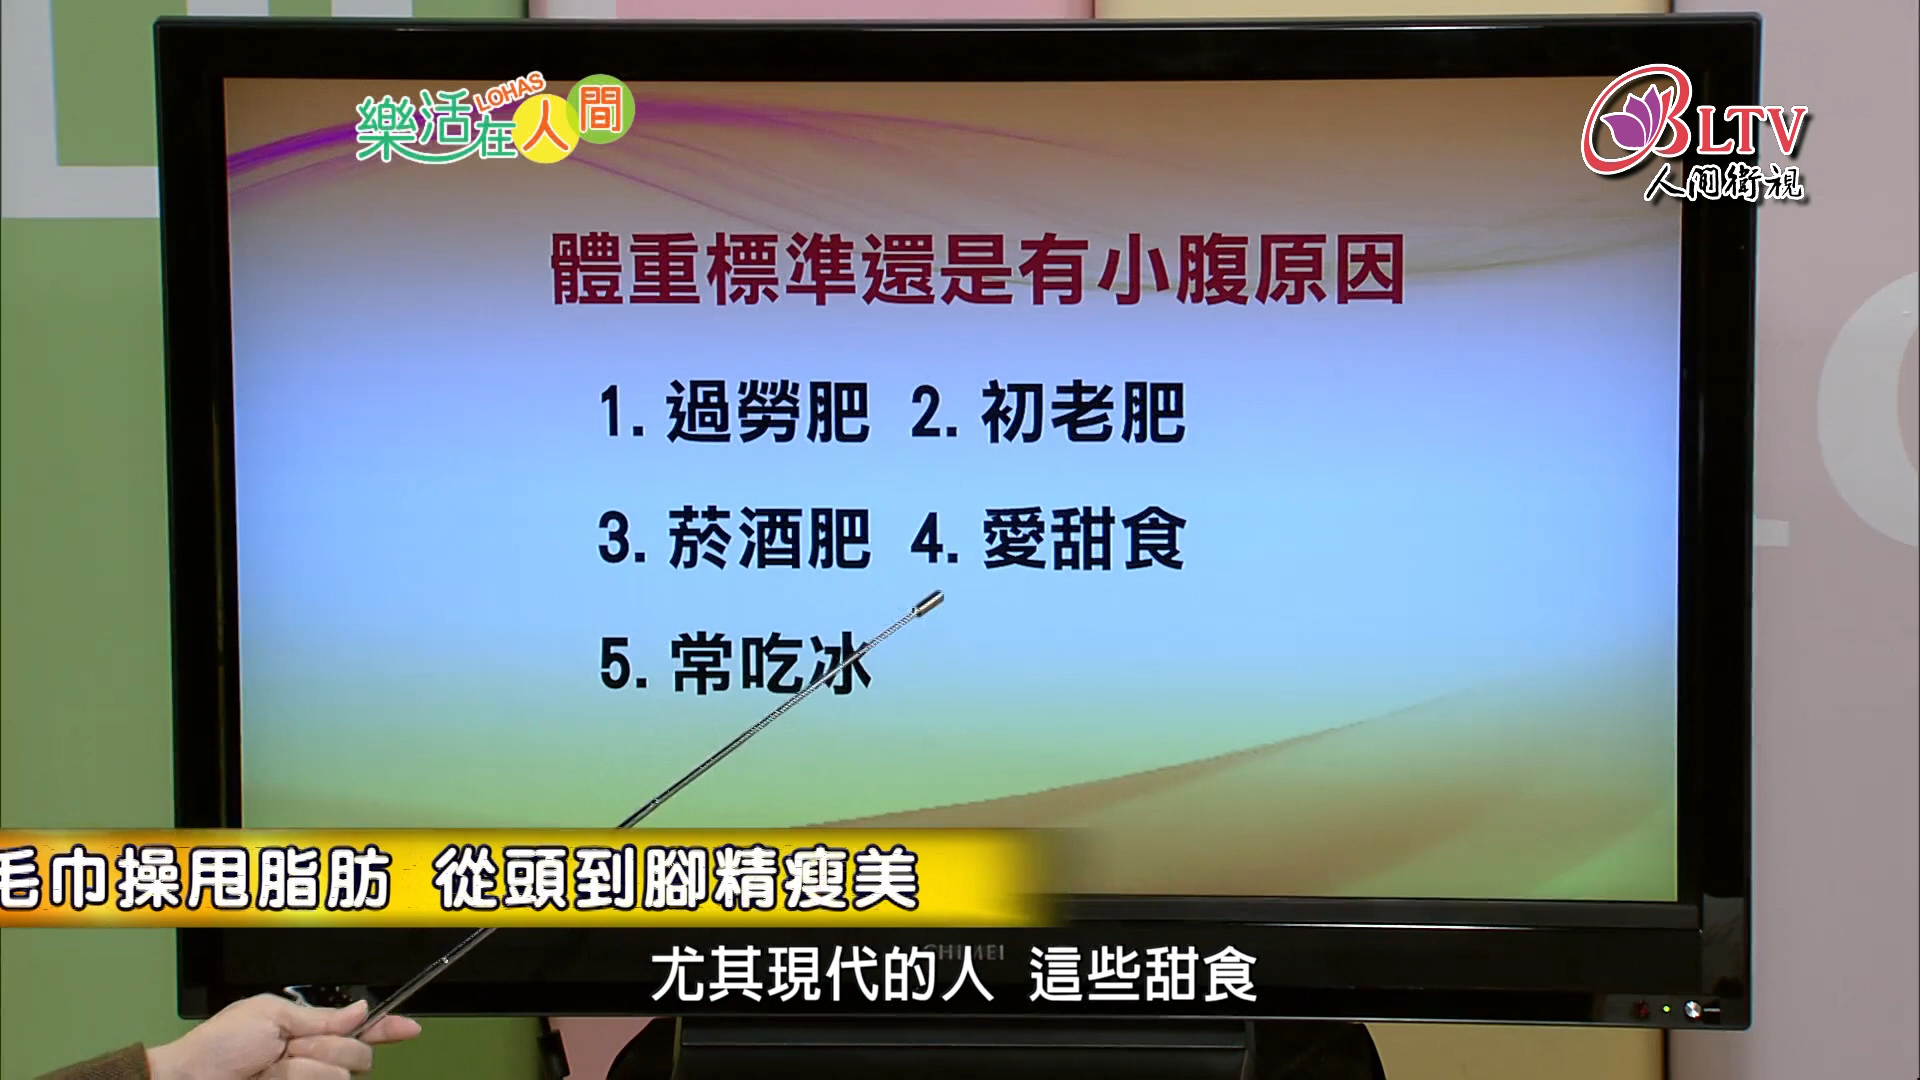 樂活在人間
LOHAS
BLTV
人間衛視
體重標準還是有小腹原因
1.過勞肥 2.初老肥
3.菸酒肥 4.愛甜食
5.常吃冰
毛巾操甩脂肪 從頭到腳精瘦美
CHIMEI
尤其現代的人 這些甜食